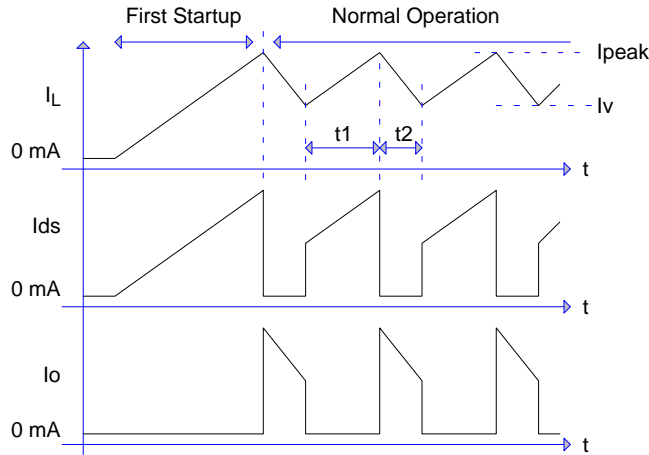 First Startup
Normal Operation
Ipeak
IL
Iv
t1
t2
0 mA
t
Ids
0 mA
t
Io
0 mA
t